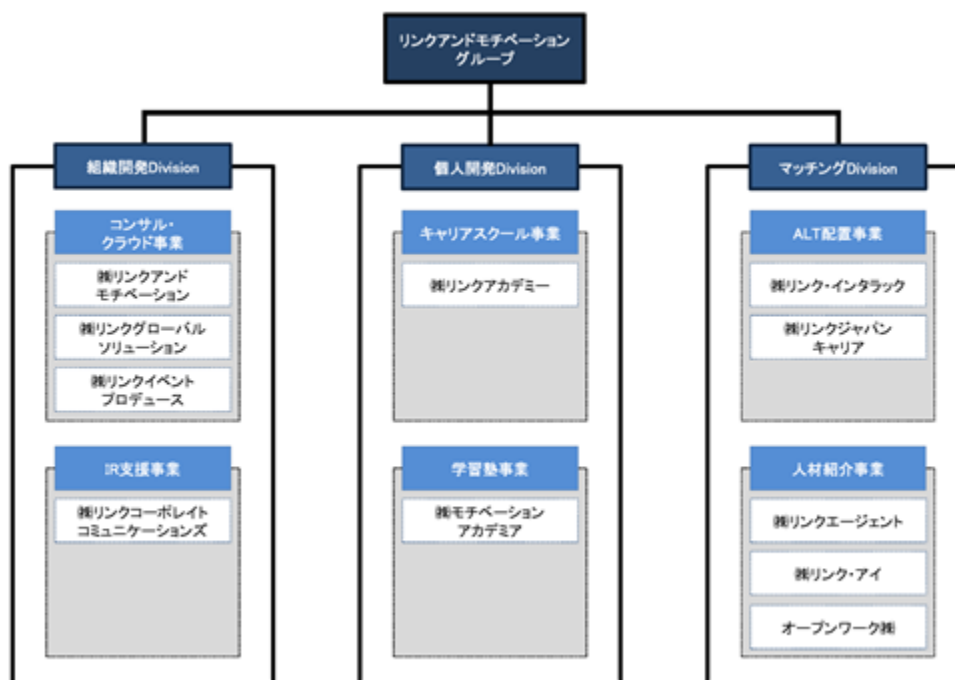 リンクアンドモチベーション
グループ
組織開発Division
コンサル・
クラウド事業
㈱リンクアンド
モチベーション
㈱リンクグローバル
ソリューション
㈱リンクイベント
プロデュース
IR支援事業
㈱リンクコーポレイト
コミュニケーションズ
個人開発Division
キャリアスクール事業
㈱リンクアカデミー
学習塾事業
㈱モチベーション
アカデミア
マッチングDivision
ALT配置事業
㈱リンク・インタラック
㈱リンクジャパン
キャリア
人材紹介事業
㈱リンクエージェント
㈱リンク・アイ
オープンワーク㈱